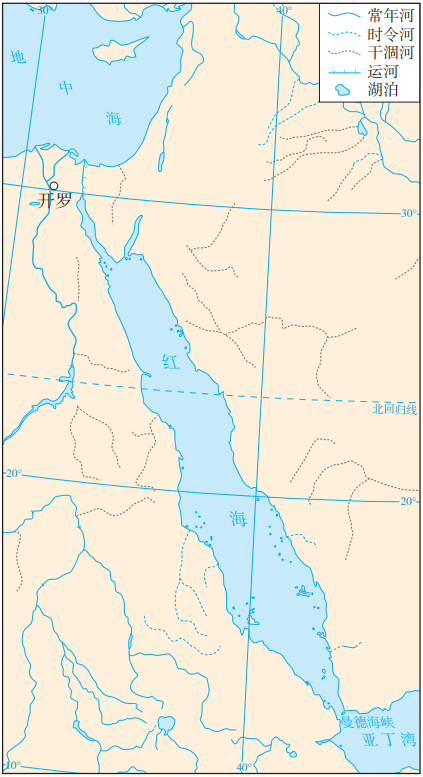 30°
40°
常年河
时令河
干涸河
运河
湖泊
地中海
开罗
30°
红海
北回归线
20°
20°
曼德海峡
亚丁湾
10°
40°